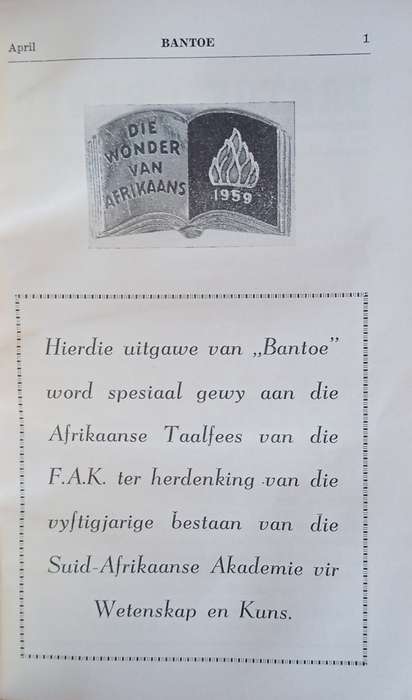 April BANTOE 1
DIE
WONDER
VAN
AFRIKAANS
1959
Hierdie uitgawe van „Bantoe”
word spesiaal gewy aan die
Afrikaanse Taalfees van die
F.A.K. ter herdenking van die
vyftigjarige bestaan van die
Suid-Afrikaanse Akademie vir
Wetenskap en Kuns.